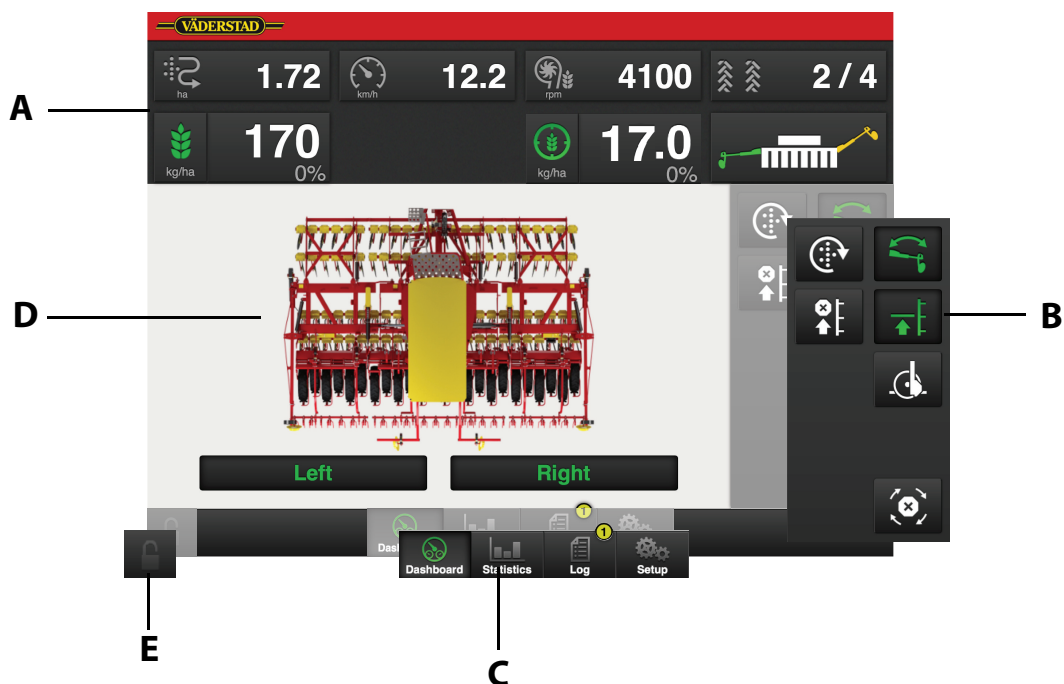 VÄDERSTAD
1.72
ha
12.2
km/h
4100
rpm
2 / 4
A
170
kg/ha
0%
17.0
kg/ha
0%
D
B
Left
Right
1
Das
1
Dashboard
Statistics
Log
Setup
E
C